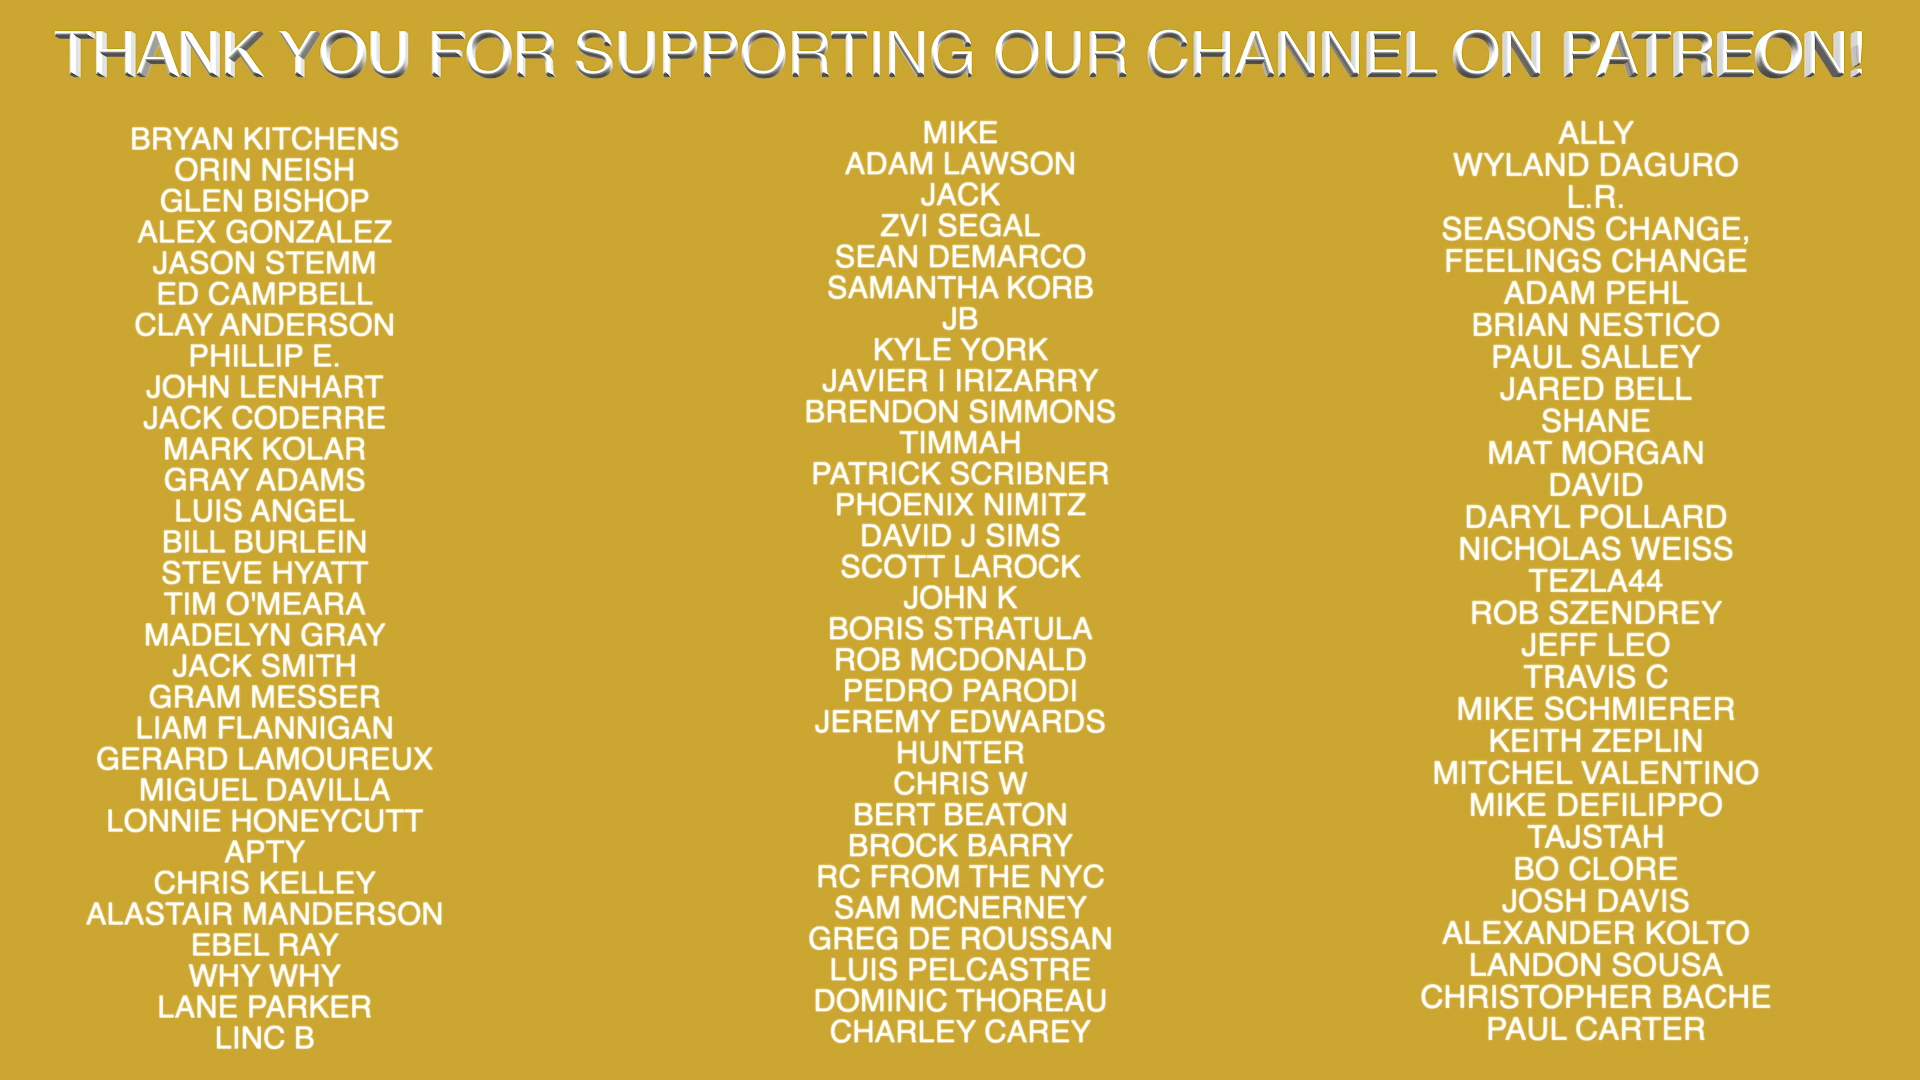 THANK YOU FOR SUPPORTING OUR CHANNEL ON PATREON!
BRYAN KITCHENS
ORIN NEISH
GLEN BISHOP
ALEX GONZALEZ
JASON STEMM
ED CAMPBELL
CLAY ANDERSON
PHILLIP E.
JOHN LENHART
JACK CODERRE
MARK KOLAR
GRAY ADAMS
LUIS ANGEL
BILL BURLEIN
STEVE HYATT
TIM O'MEARA
MADELYN GRAY
JACK SMITH
GRAM MESSER
LIAM FLANNIGAN
GERARD LAMOUREUX
MIGUEL DAVILLA
LONNIE HONEYCUTT
APTY
CHRIS KELLEY
ALASTAIR MANDERSON
EBEL RAY
WHY WHY
LANE PARKER
LINC B
MIKE
ADAM LAWSON
JACK
ZVI SEGAL
SEAN DEMARCO
SAMANTHA KORB
JB
KYLE YORK
JAVIER I IRIZARRY
BRENDON SIMMONS
TIMMAH
PATRICK SCRIBNER
PHOENIX NIMITZ
DAVID J SIMS
SCOTT LAROCK
JOHN K
BORIS STRATULA
ROB MCDONALD
PEDRO PARODI
JEREMY EDWARDS
HUNTER
CHRIS W
BERT BEATON
BROCK BARRY
RC FROM THE NYC
SAM MCNERNEY
GREG DE ROUSSAN
LUIS PELCASTRE
DOMINIC THOREAU
CHARLEY CAREY
ALLY
WYLAND DAGURO
L.R.
SEASONS CHANGE,
FEELINGS CHANGE
ADAM PEHL
BRIAN NESTICO
PAUL SALLEY
JARED BELL
SHANE
MAT MORGAN
DAVID
DARYL POLLARD
NICHOLAS WEISS
TEZLA44
ROB SZENDREY
JEFF LEO
TRAVIS C
MIKE SCHMIERER
KEITH ZEPLIN
MITCHEL VALENTINO
MIKE DEFILIPPO
TAJSTAH
BO CLORE
JOSH DAVIS
ALEXANDER KOLTO
LANDON SOUSA
CHRISTOPHER BACHE
PAUL CARTER